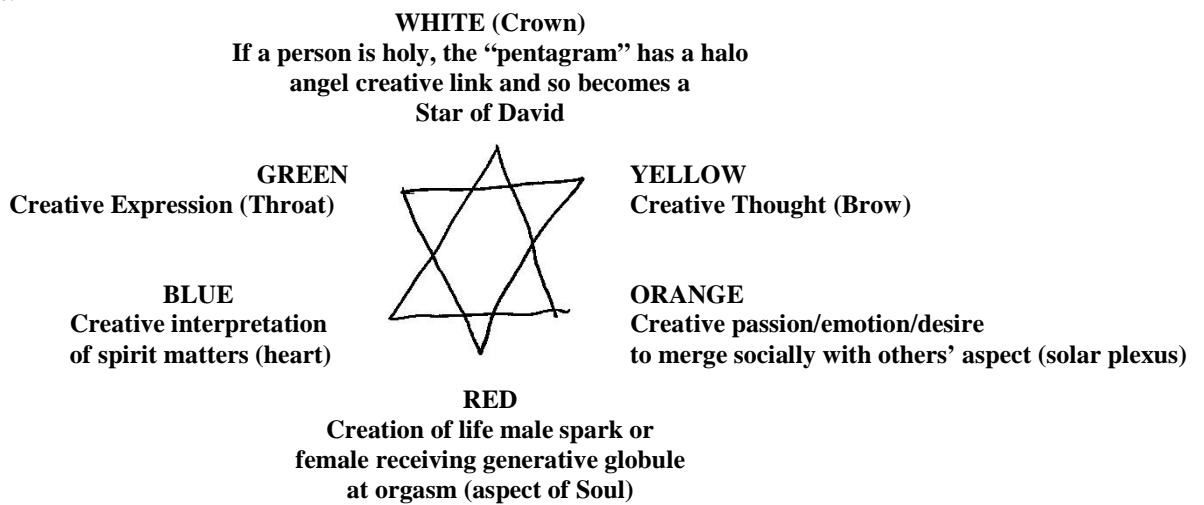 WHITE (Crown)
If a person is holy, the “pentagram” has a halo
angel creative link and so becomes a
Star of David
GREEN
Creative Expression (Throat)
YELLOW
Creative Thought (Brow)
BLUE
Creative interpretation
of spirit matters (heart)
ORANGE
Creative passion/emotion/desire
to merge socially with others’ aspect (solar plexus)
RED
Creation of life male spark or
female receiving generative globule
at orgasm (aspect of Soul)